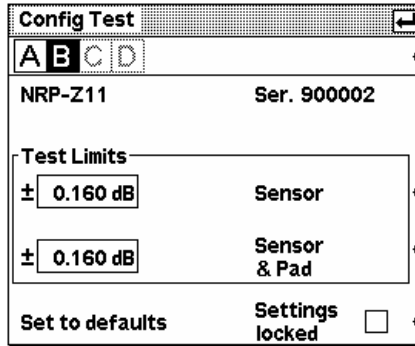 Config Test
A B C D
NRP-Z11 Ser. 900002
Test Limits
± 0.160 dB Sensor
± 0.160 dB Sensor
& Pad
Set to defaults Settings
locked